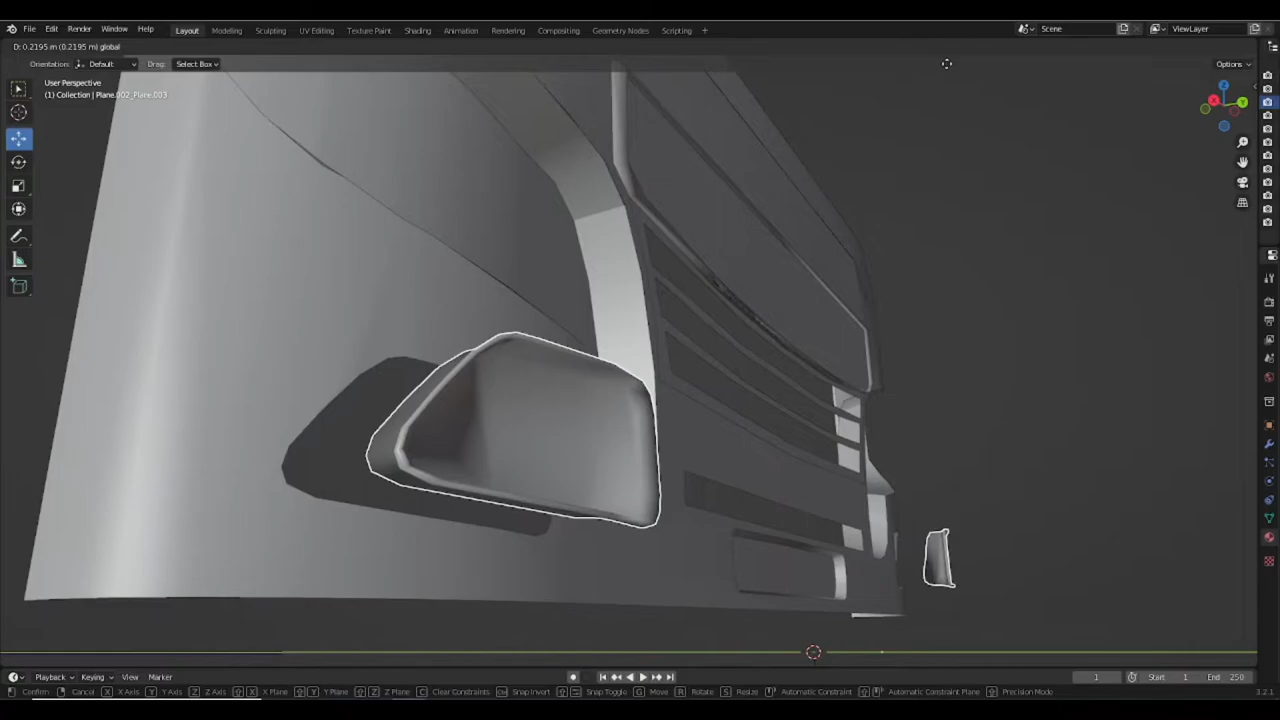 File Edit Render Window Help Layout Modeling Sculpting UV Editing Texture Paint Shading Animation Rendering Compositing Geometry Nodes Scripting + Scene ViewLayer
D: 0.2195 m (0.2195 m) global
Orientation: Default Drag: Select Box Options
User Perspective
(1) Collection | Plane.002_Plane.003
Z
X
Y
Playback Keying View Marker 1 Start 1 End 250
Confirm Cancel X X Axis Y Y Axis Z Z Axis X X Plane Y Y Plane Z Z Plane C Clear Constraints Snap Invert Snap Toggle G Move R Rotate S Resize Automatic Constraint Automatic Constraint Plane Precision Mode 3.2.1